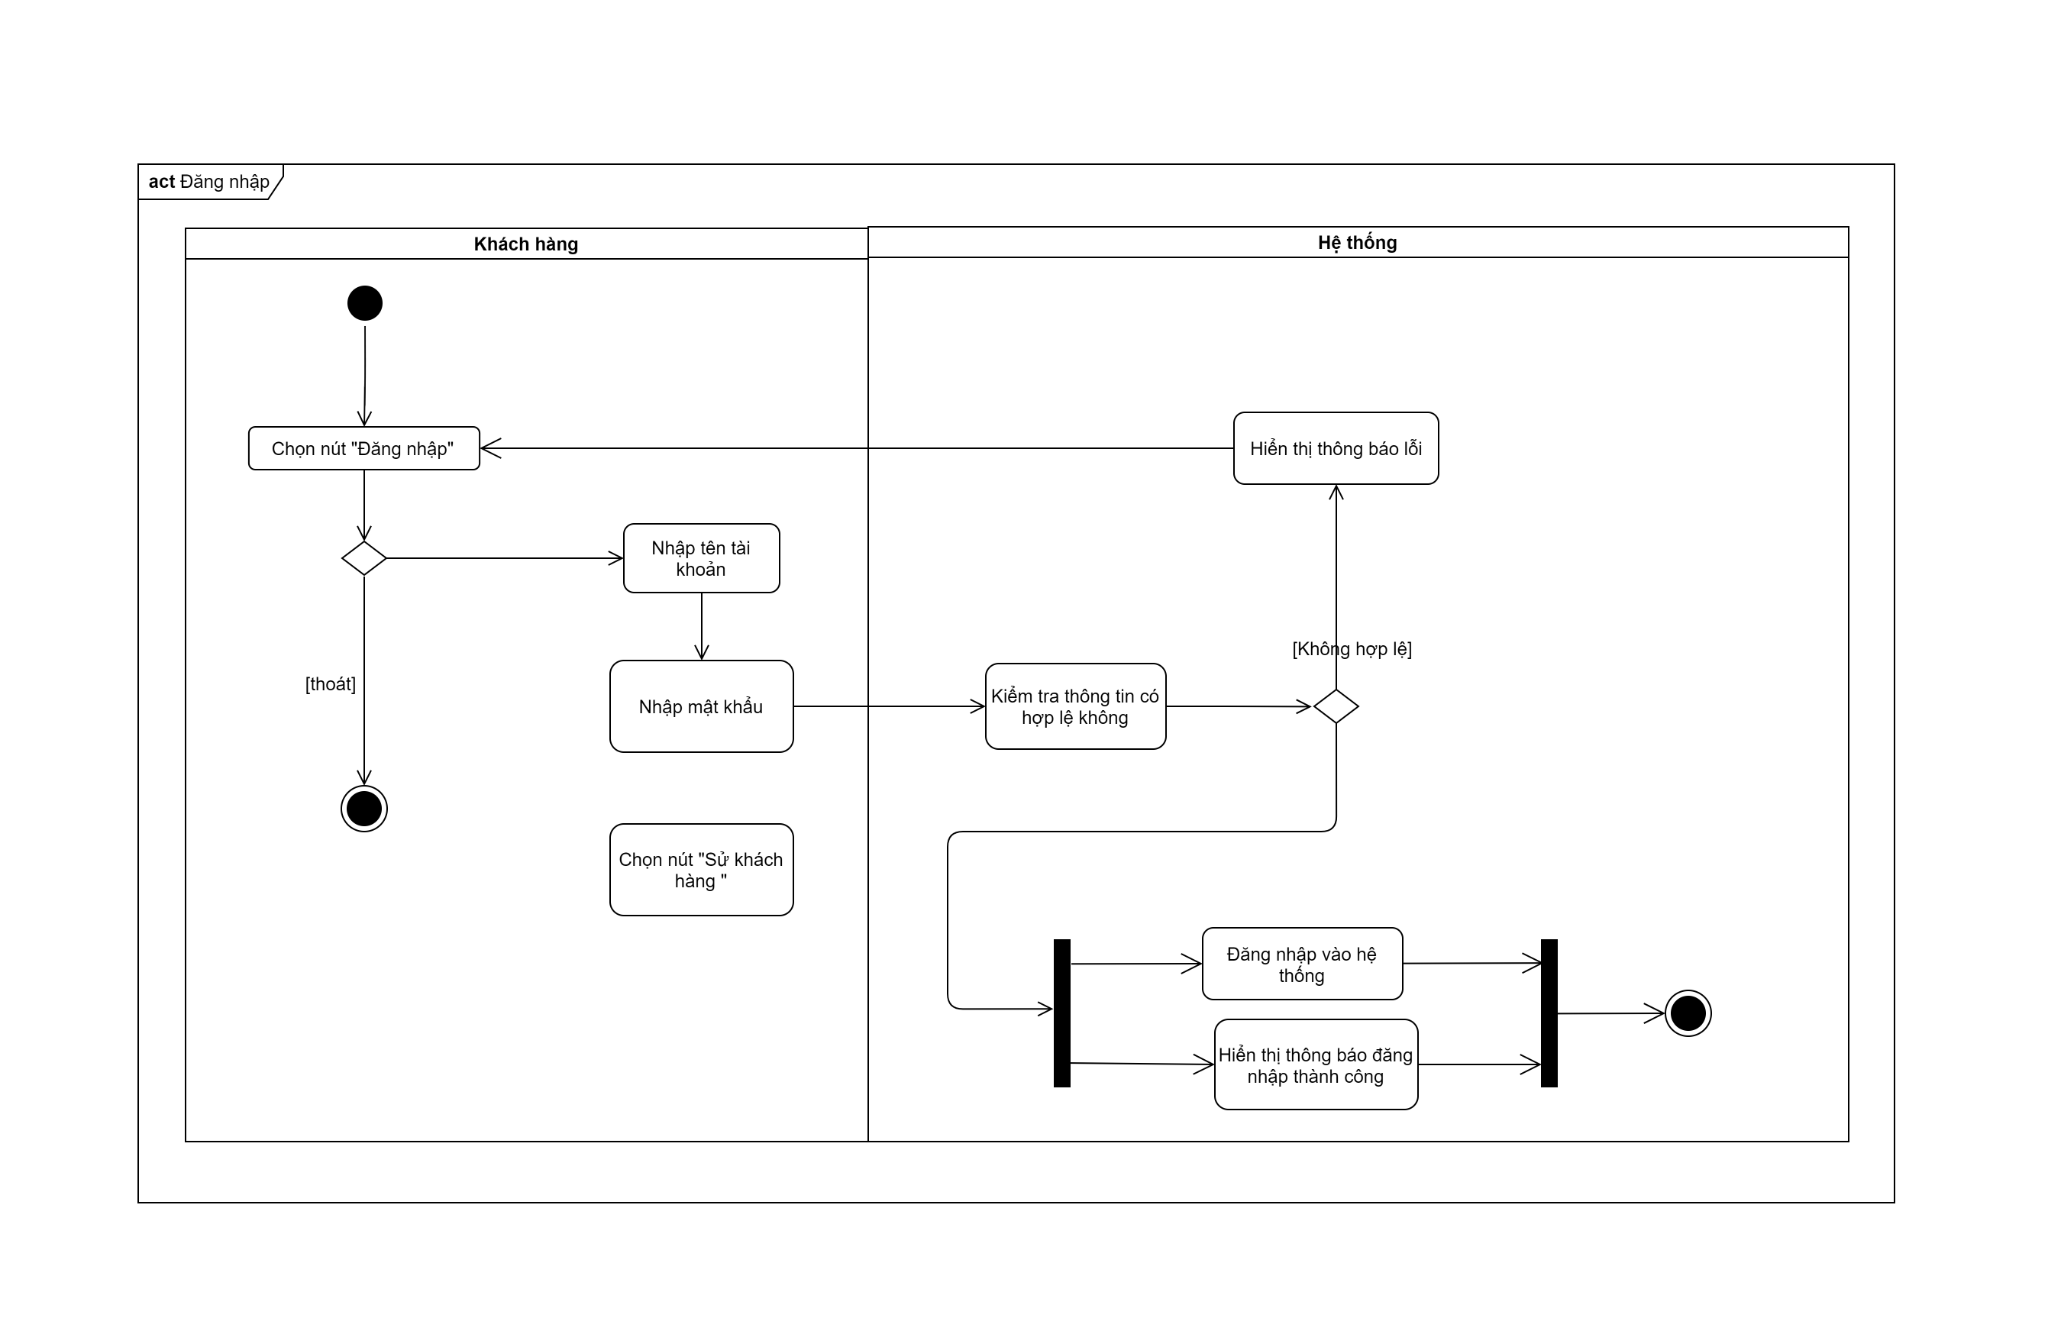 act Đăng nhập
Khách hàng
Hệ thống
Chọn nút "Đăng nhập"
Hiển thị thông báo lỗi
Nhập tên tài
khoản
[Không hợp lệ]
[thoát]
Nhập mật khẩu
Kiểm tra thông tin có
hợp lệ không
Chọn nút "Sử khách
hàng "
Đăng nhập vào hệ
thống
Hiển thị thông báo đăng
nhập thành công